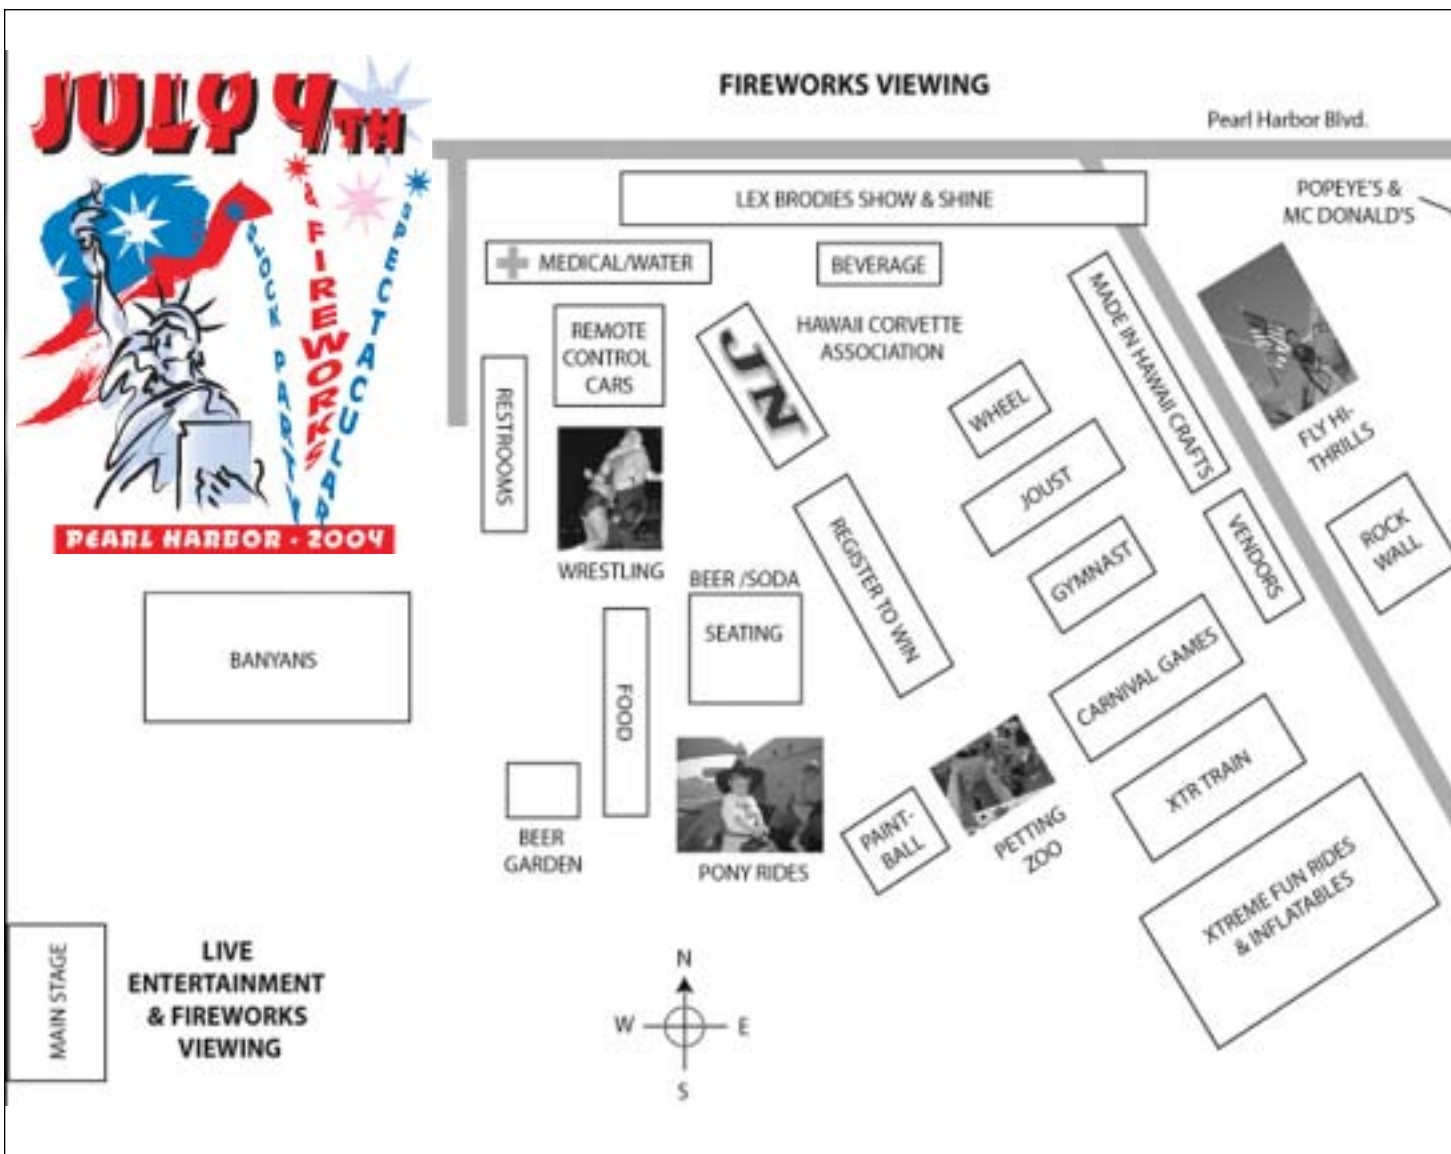 JULY 4TH
BLOCK PARTY
& FIREWORKS
SPECTACULAR
PEARL HARBOR · 2004
FIREWORKS VIEWING
Pearl Harbor Blvd.
LEX BRODIES SHOW & SHINE
POPEYE'S &
MC DONALD'S
MEDICAL/WATER
BEVERAGE
REMOTE
CONTROL
CARS
JN
HAWAII CORVETTE
ASSOCIATION
MADE IN HAWAII CRAFTS
FLY HI-
THRILLS
RESTROOMS
WHEEL
JOUST
WRESTLING
REGISTER TO WIN
GYMNAST
VENDORS
ROCK
WALL
BEER /SODA
SEATING
BANYANS
FOOD
CARNIVAL GAMES
XTR TRAIN
BEER
GARDEN
PONY RIDES
PAINT-
BALL
PETTING
ZOO
XTREME FUN RIDES
& INFLATABLES
MAIN STAGE
LIVE
ENTERTAINMENT
& FIREWORKS
VIEWING
N
W E
S